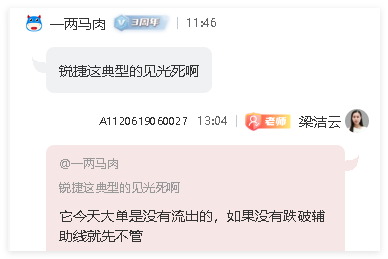 一两马肉 3周年 11:46
锐捷这典型的见光死啊
A1120619060027 13:04 老师 梁洁云
@一两马肉
锐捷这典型的见光死啊
它今天大单是没有流出的，如果没有跌破辅
助线就先不管